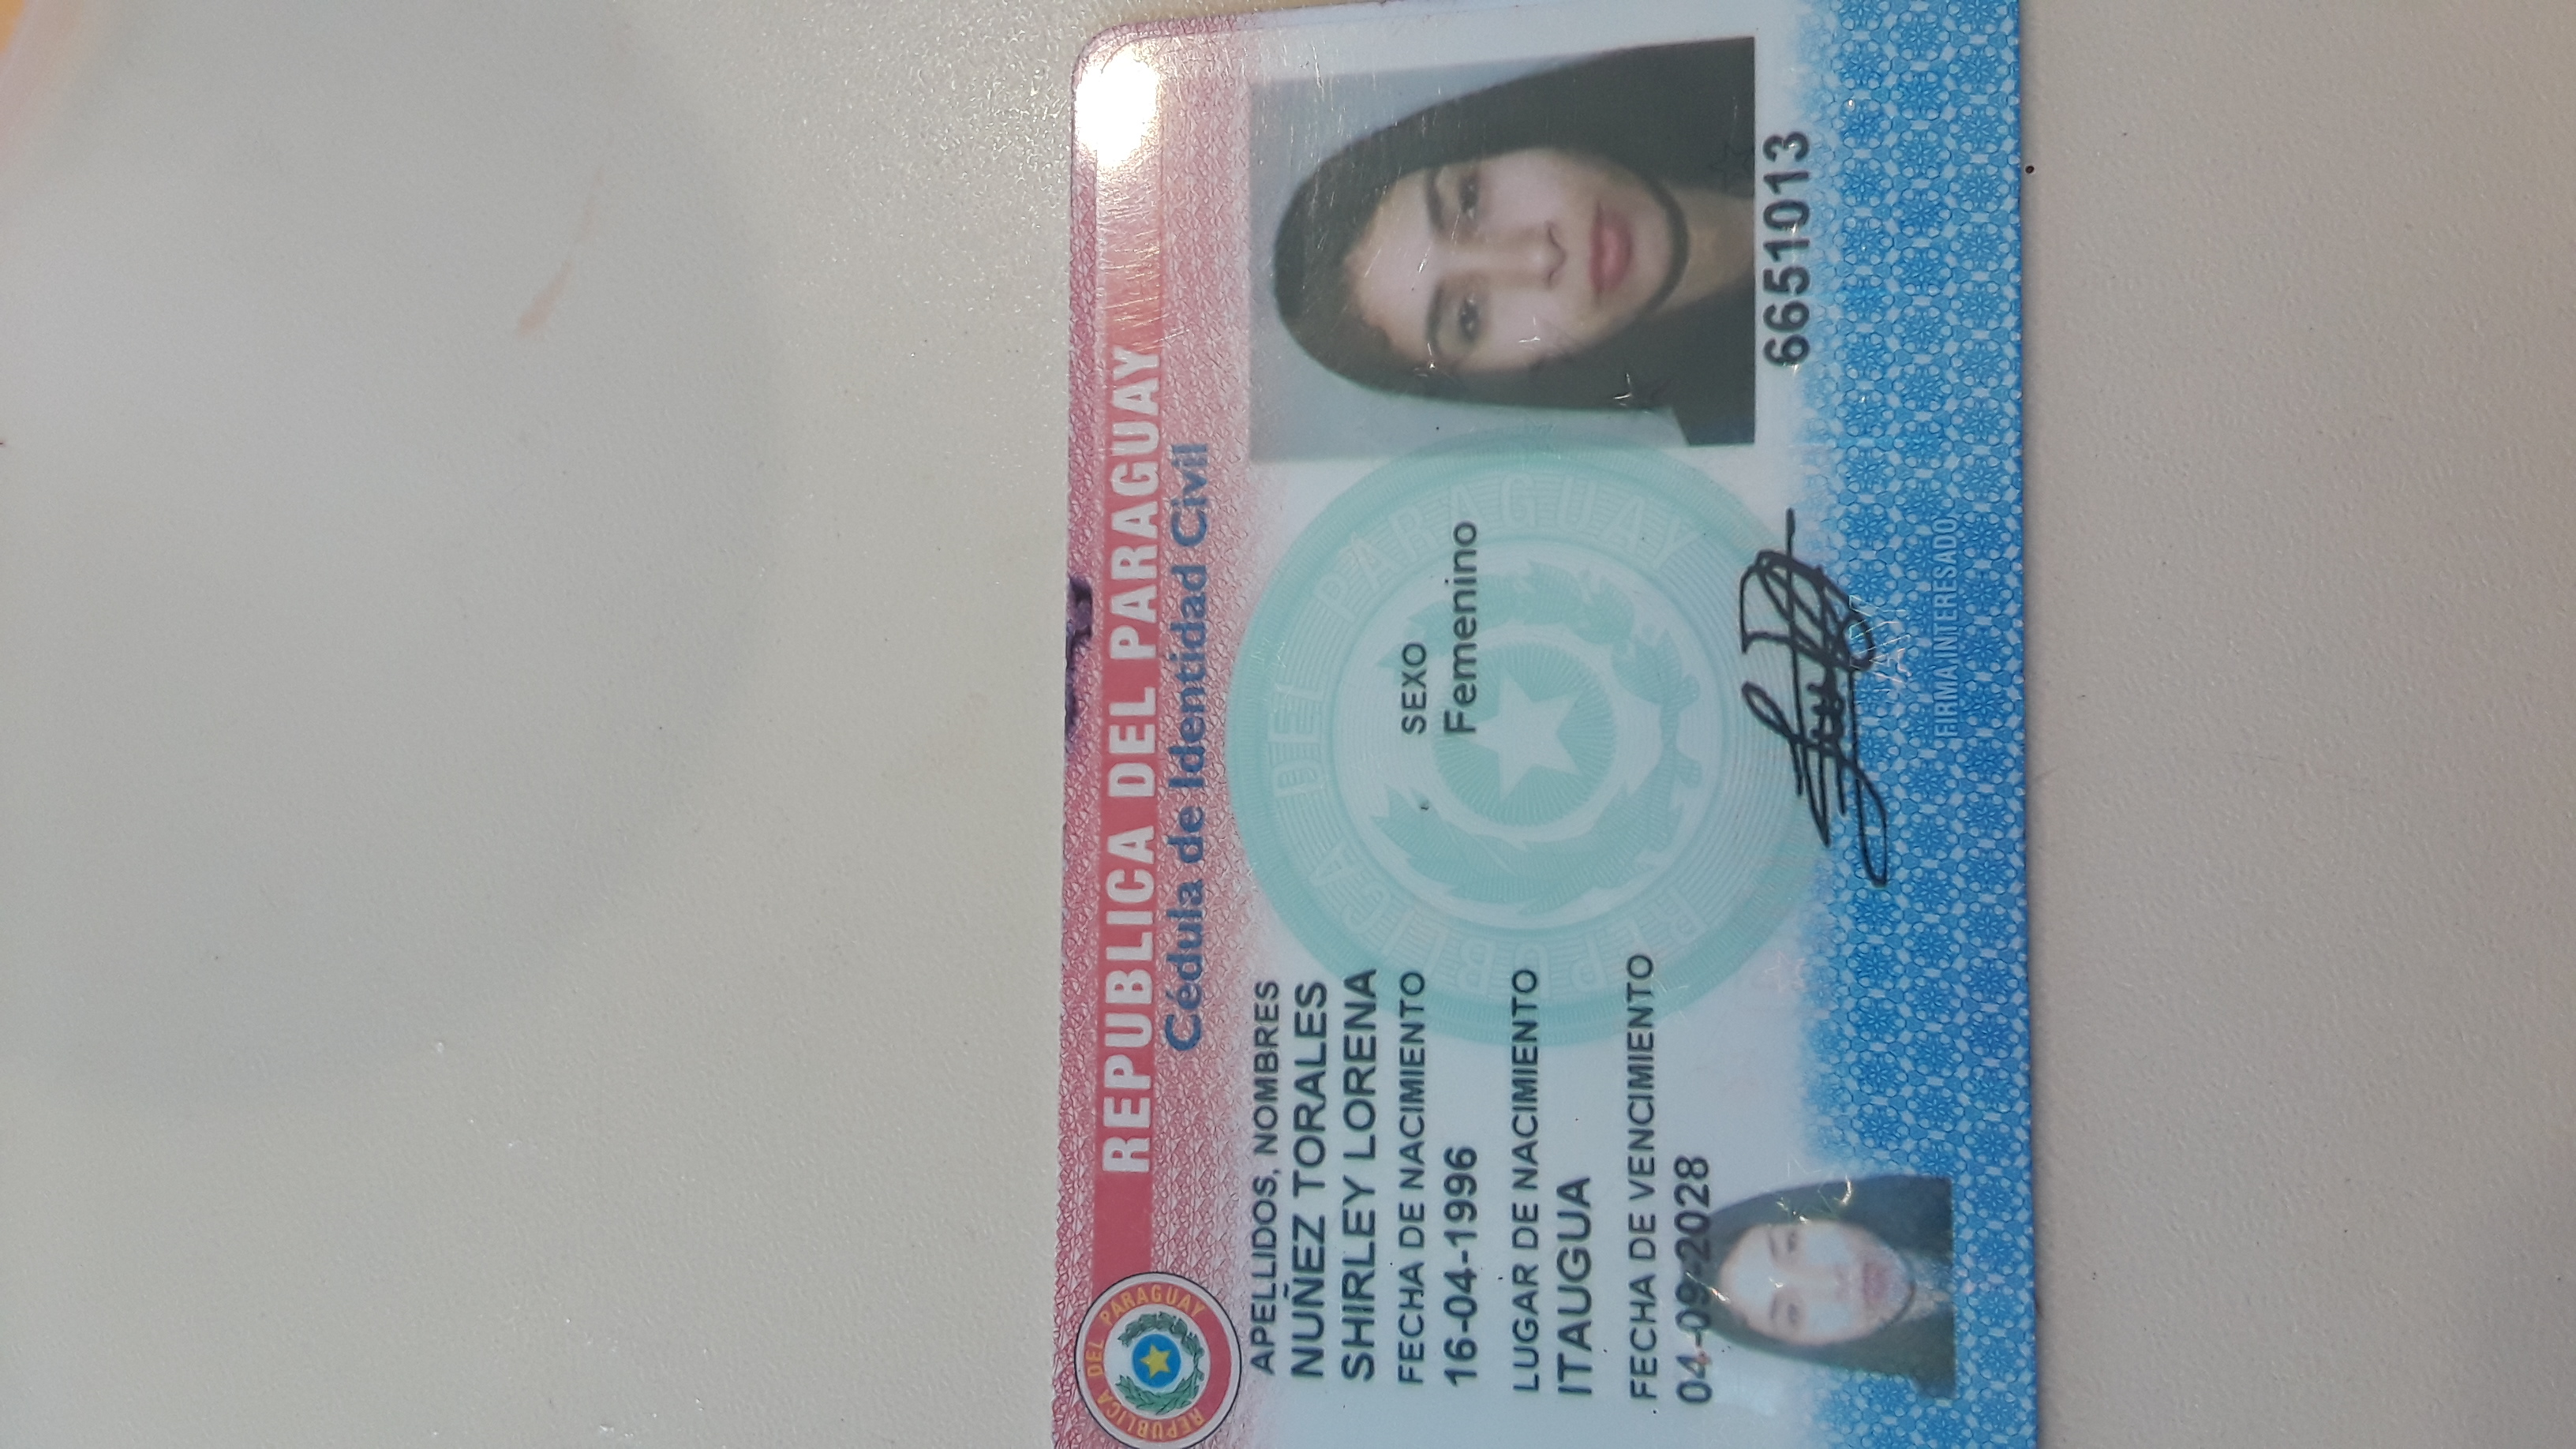 REPUBLICA DEL PARAGUAY
REPUBLICA DEL PARAGUAY
Cédula de Identidad Civil
APELLIDOS, NOMBRES
NUÑEZ TORALES
SHIRLEY LORENA
FECHA DE NACIMIENTO
16-04-1996
SEXO
Femenino
LUGAR DE NACIMIENTO
ITAUGUA
FECHA DE VENCIMIENTO
04-09-2028
REPUBLICA DEL PARAGUAY
6651013
AY
FIRMA INTERESADO